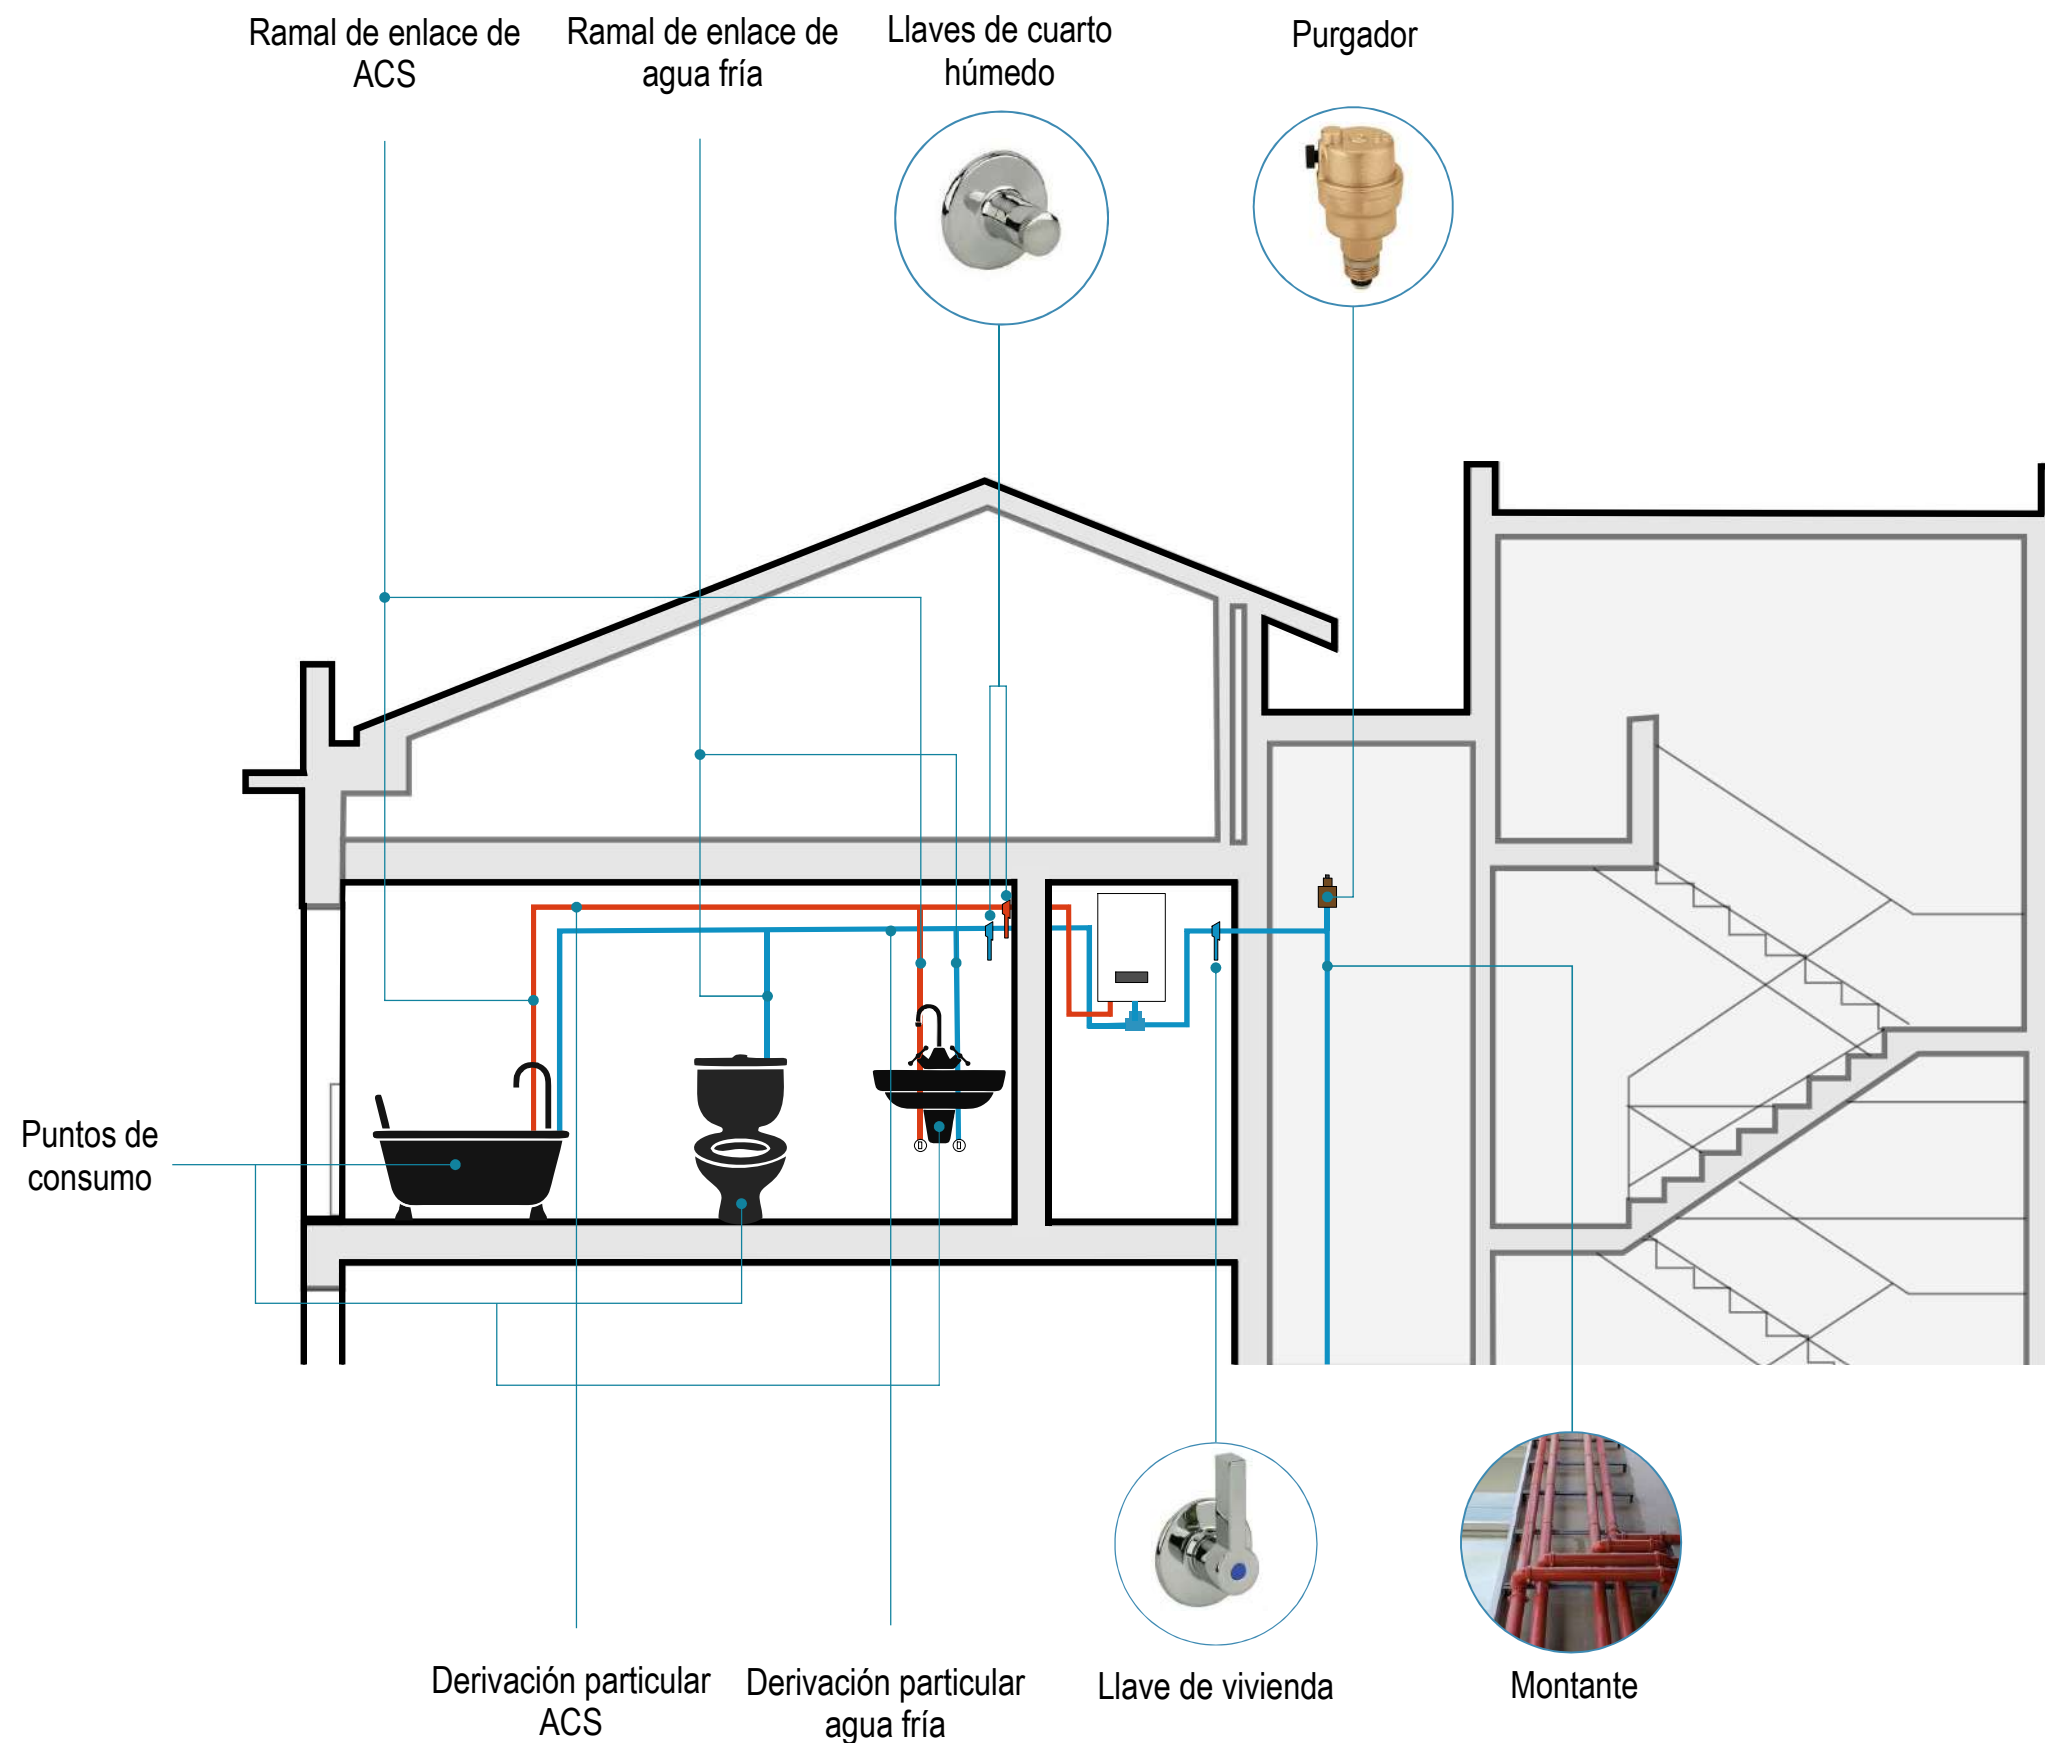 Ramal de enlace de
ACS
Ramal de enlace de
agua fría
Llaves de cuarto
húmedo
Purgador
Puntos de
consumo
Derivación particular
ACS
Derivación particular
agua fría
Llave de vivienda
Montante